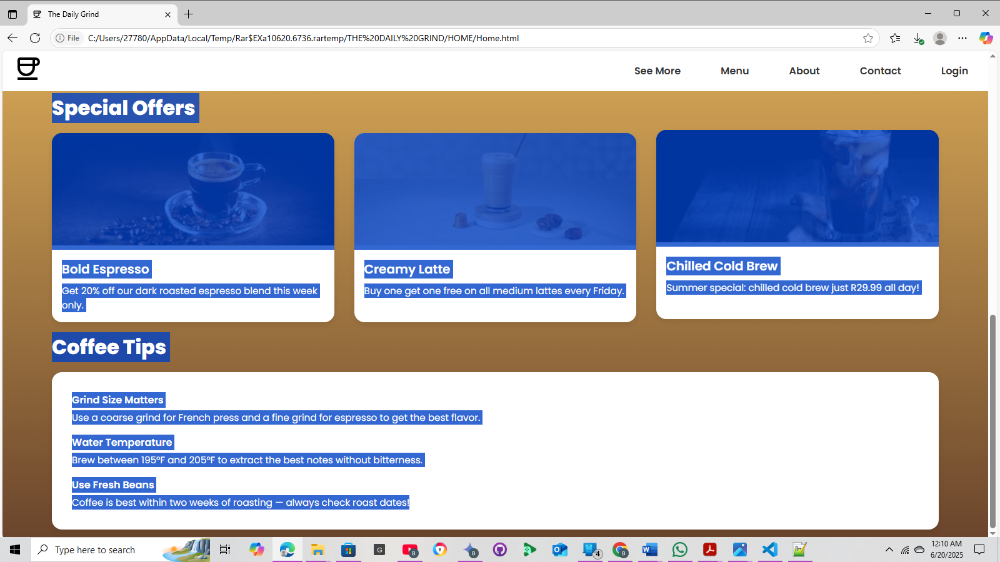 The Daily Grind
File
C:/Users/27780/AppData/Local/Temp/Rar$EXa10620.6736.rartemp/THE%20DAILY%20GRIND/HOME/Home.html
See More
Menu
About
Contact
Login
Special Offers
Bold Espresso
Get 20% off our dark roasted espresso blend this week
only.
Creamy Latte
Buy one get one free on all medium lattes every Friday.
Chilled Cold Brew
Summer special: chilled cold brew just R29.99 all day!
Coffee Tips
Grind Size Matters
Use a coarse grind for French press and a fine grind for espresso to get the best flavor.
Water Temperature
Brew between 195°F and 205°F to extract the best notes without bitterness.
Use Fresh Beans
Coffee is best within two weeks of roasting — always check roast dates!
Type here to search
G
B
B
4
B
12:10 AM
6/20/2025